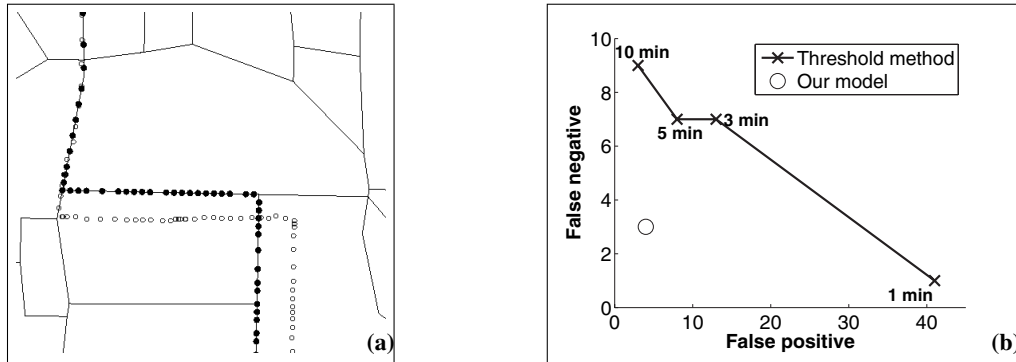 (a)
10
8
6
4
2
0
False negative
10 min
5 min
3 min
1 min
Threshold method
Our model
0 10 20 30 40
False positive
(b)